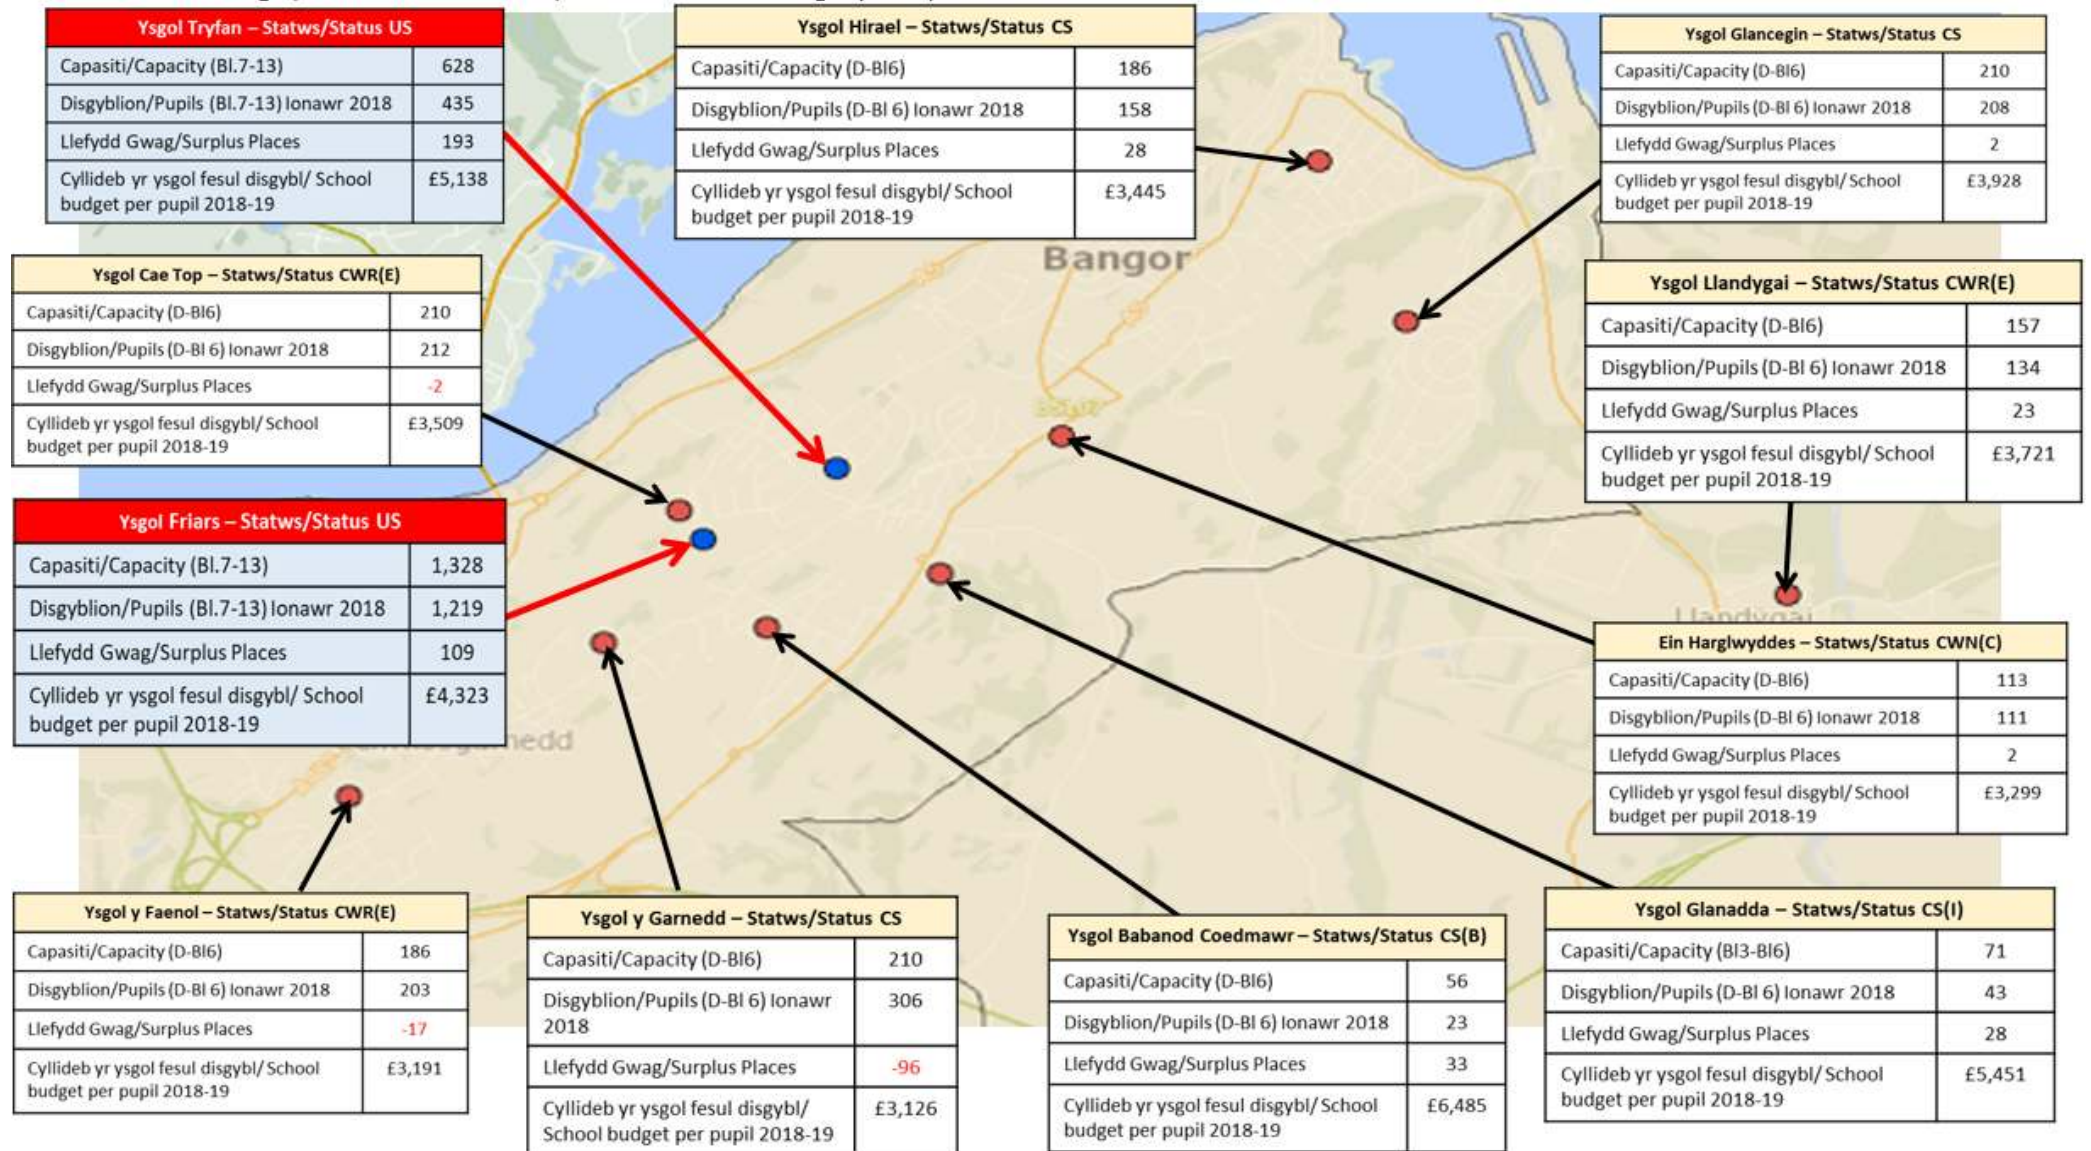 Ysgol Tryfan – Statws/Status US
Capasiti/Capacity (Bl.7-13) 628
Disgyblion/Pupils (Bl.7-13) Ionawr 2018 435
Llefydd Gwag/Surplus Places 193
Cyllideb yr ysgol fesul disgybl/ School £5,138
budget per pupil 2018-19
Ysgol Hirael – Statws/Status CS
Capasiti/Capacity (D-Bl6) 186
Disgyblion/Pupils (D-Bl 6) Ionawr 2018 158
Llefydd Gwag/Surplus Places 28
Cyllideb yr ysgol fesul disgybl/ School £3,445
budget per pupil 2018-19
Ysgol Glancegin – Statws/Status CS
Capasiti/Capacity (D-Bl6) 210
Disgyblion/Pupils (D-Bl 6) Ionawr 2018 208
Llefydd Gwag/Surplus Places 2
Cyllideb yr ysgol fesul disgybl/ School £3,928
budget per pupil 2018-19
Bangor
Ysgol Cae Top – Statws/Status CWR(E)
Capasiti/Capacity (D-Bl6) 210
Disgyblion/Pupils (D-Bl 6) Ionawr 2018 212
Llefydd Gwag/Surplus Places -2
Cyllideb yr ysgol fesul disgybl/ School £3,509
budget per pupil 2018-19
Ysgol Llandygai – Statws/Status CWR(E)
Capasiti/Capacity (D-Bl6) 157
Disgyblion/Pupils (D-Bl 6) Ionawr 2018 134
Llefydd Gwag/Surplus Places 23
Cyllideb yr ysgol fesul disgybl/ School £3,721
budget per pupil 2018-19
Ysgol Friars – Statws/Status US
Capasiti/Capacity (Bl.7-13) 1,328
Disgyblion/Pupils (Bl.7-13) Ionawr 2018 1,219
Llefydd Gwag/Surplus Places 109
Cyllideb yr ysgol fesul disgybl/ School £4,323
budget per pupil 2018-19
Llandygai
Ein Harglwyddes – Statws/Status CWN(C)
Capasiti/Capacity (D-Bl6) 113
Disgyblion/Pupils (D-Bl 6) Ionawr 2018 111
Llefydd Gwag/Surplus Places 2
Cyllideb yr ysgol fesul disgybl/ School £3,299
budget per pupil 2018-19
Ysgol y Faenol – Statws/Status CWR(E)
Capasiti/Capacity (D-Bl6) 186
Disgyblion/Pupils (D-Bl 6) Ionawr 2018 203
Llefydd Gwag/Surplus Places -17
Cyllideb yr ysgol fesul disgybl/ School £3,191
budget per pupil 2018-19
Ysgol y Garnedd – Statws/Status CS
Capasiti/Capacity (D-Bl6) 210
Disgyblion/Pupils (D-Bl 6) Ionawr 306
2018
Llefydd Gwag/Surplus Places -96
Cyllideb yr ysgol fesul disgybl/ £3,126
School budget per pupil 2018-19
Ysgol Babanod Coedmawr – Statws/Status CS(B)
Capasiti/Capacity (D-Bl6) 56
Disgyblion/Pupils (D-Bl 6) Ionawr 2018 23
Llefydd Gwag/Surplus Places 33
Cyllideb yr ysgol fesul disgybl/ School £6,485
budget per pupil 2018-19
Ysgol Glanadda – Statws/Status CS(I)
Capasiti/Capacity (Bl3-Bl6) 71
Disgyblion/Pupils (D-Bl 6) Ionawr 2018 43
Llefydd Gwag/Surplus Places 28
Cyllideb yr ysgol fesul disgybl/ School £5,451
budget per pupil 2018-19